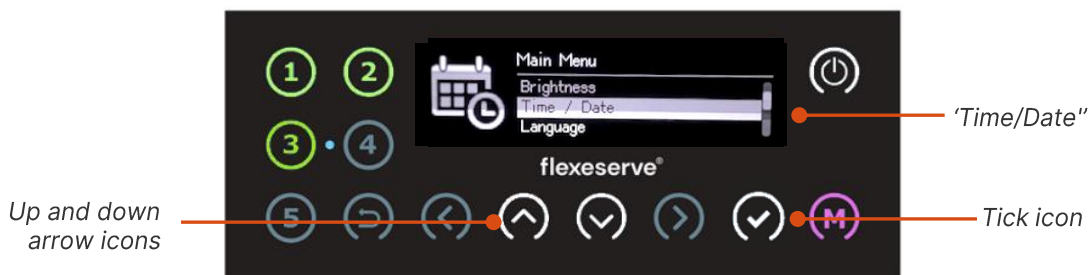 1
2
Main Menu
Brightness
Time / Date
Language
'Time/Date"
3
4
flexeserve®
Up and down
arrow icons
5
M
Tick icon